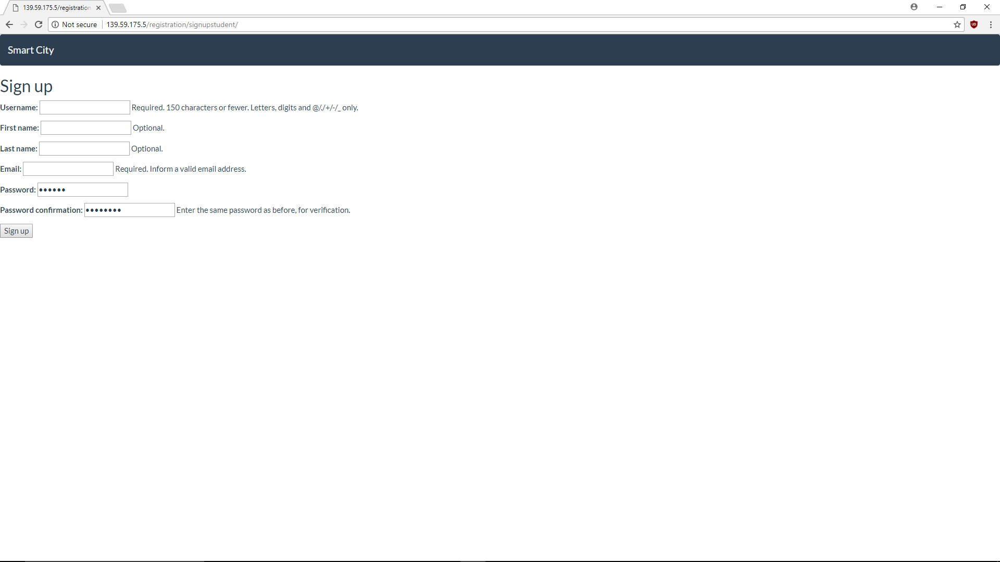 139.59.175.5/registration
Not secure 139.59.175.5/registration/signupstudent/
Smart City
Sign up
Username: Required. 150 characters or fewer. Letters, digits and @/./+/-/_ only.
First name: Optional.
Last name: Optional.
Email: Required. Inform a valid email address.
Password: ••••••
Password confirmation: •••••••• Enter the same password as before, for verification.
Sign up